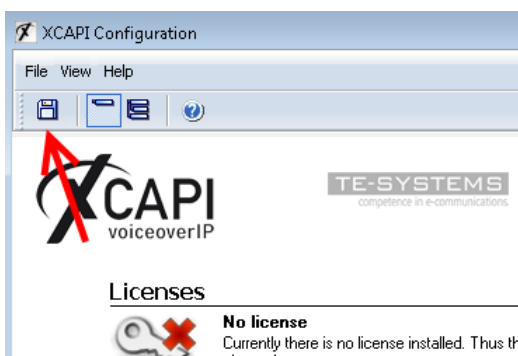 XCAPI Configuration
File View Help
XCAPI
voiceoverIP
TE-SYSTEMS
competence in e-communications
Licenses
No license
Currently there is no license installed. Thus th